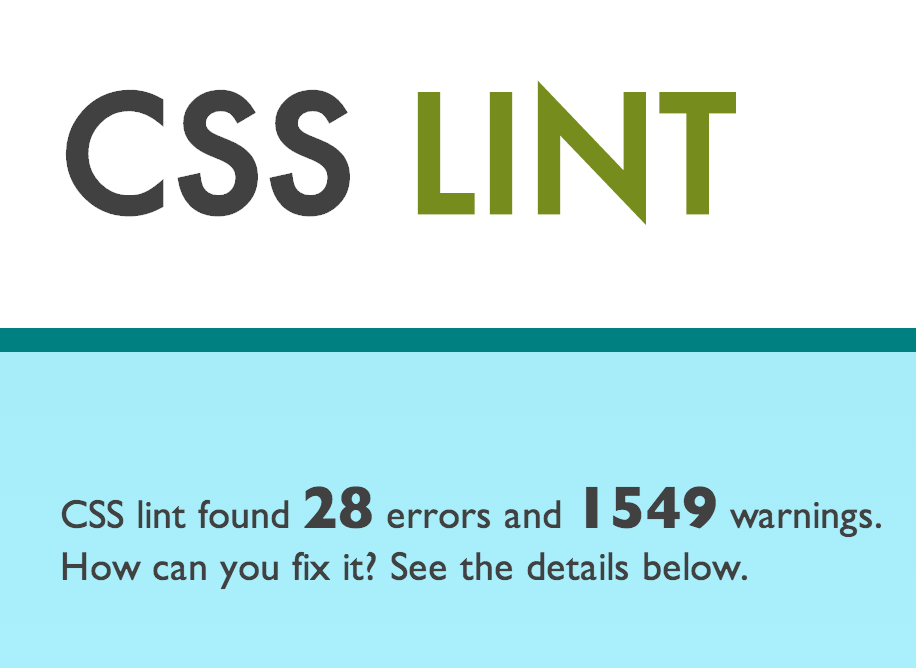 CSS LINT
CSS lint found 28 errors and 1549 warnings.
How can you fix it? See the details below.